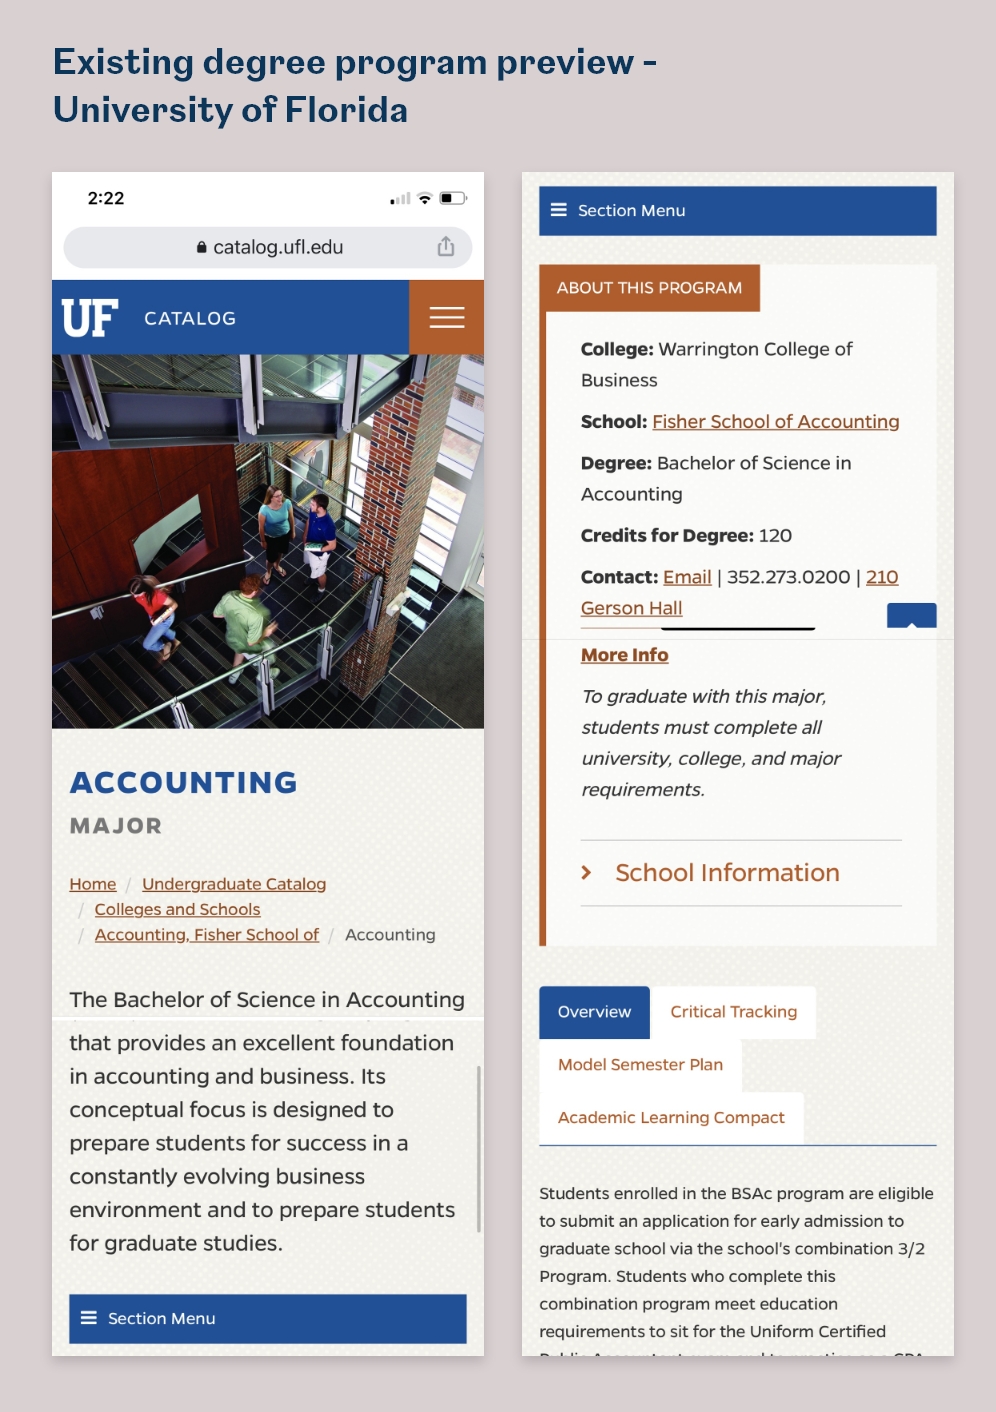 Existing degree program preview -
University of Florida
2:22
catalog.ufl.edu
UF CATALOG
ACCOUNTING
MAJOR
Home / Undergraduate Catalog
/ Colleges and Schools
/ Accounting, Fisher School of / Accounting
The Bachelor of Science in Accounting
that provides an excellent foundation
in accounting and business. Its
conceptual focus is designed to
prepare students for success in a
constantly evolving business
environment and to prepare students
for graduate studies.
Section Menu
Section Menu
ABOUT THIS PROGRAM
College: Warrington College of
Business
School: Fisher School of Accounting
Degree: Bachelor of Science in
Accounting
Credits for Degree: 120
Contact: Email | 352.273.0200 | 210
Gerson Hall
More Info
To graduate with this major,
students must complete all
university, college, and major
requirements.
School Information
Overview
Critical Tracking
Model Semester Plan
Academic Learning Compact
Students enrolled in the BSAc program are eligible
to submit an application for early admission to
graduate school via the school's combination 3/2
Program. Students who complete this
combination program meet education
requirements to sit for the Uniform Certified